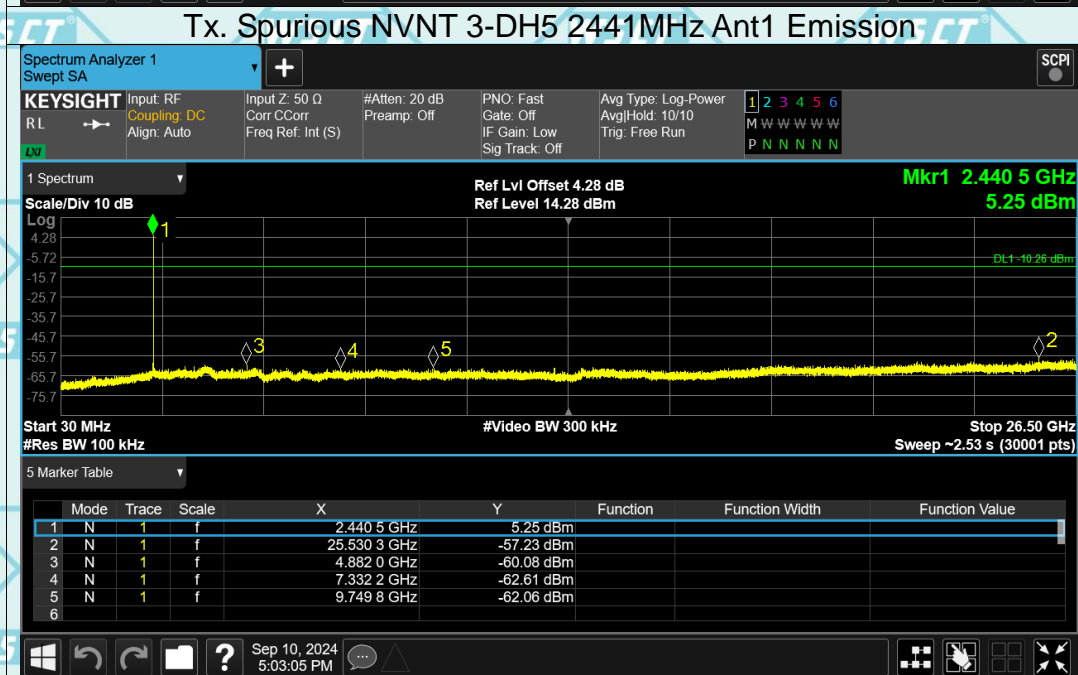 Tx. Spurious NVNT 3-DH5 2441MHz Ant1 Emission
Spectrum Analyzer 1
Swept SA
+
SCPI
KEYSIGHT
R L
LXI
Input: RF
Coupling: DC
Align: Auto
Input Z: 50 Ω
Corr CCorr
Freq Ref: Int (S)
#Atten: 20 dB
Preamp: Off
PNO: Fast
Gate: Off
IF Gain: Low
Sig Track: Off
Avg Type: Log-Power
Avg|Hold: 10/10
Trig: Free Run
1 2 3 4 5 6
M W W W W W
P N N N N N
1 Spectrum
Scale/Div 10 dB
Ref Lvl Offset 4.28 dB
Ref Level 14.28 dBm
Mkr1 2.440 5 GHz
5.25 dBm
Log
4.28
-5.72
-15.7
-25.7
-35.7
-45.7
-55.7
-65.7
-75.7
1
DL1 -10.26 dBm
3
4
5
2
Start 30 MHz
#Video BW 300 kHz
Stop 26.50 GHz
#Res BW 100 kHz
Sweep ~2.53 s (30001 pts)
5 Marker Table
Mode Trace Scale X Y Function Function Width Function Value
1 N 1 f 2.440 5 GHz 5.25 dBm
2 N 1 f 25.530 3 GHz -57.23 dBm
3 N 1 f 4.882 0 GHz -60.08 dBm
4 N 1 f 7.332 2 GHz -62.61 dBm
5 N 1 f 9.749 8 GHz -62.06 dBm
6
?
Sep 10, 2024
5:03:05 PM